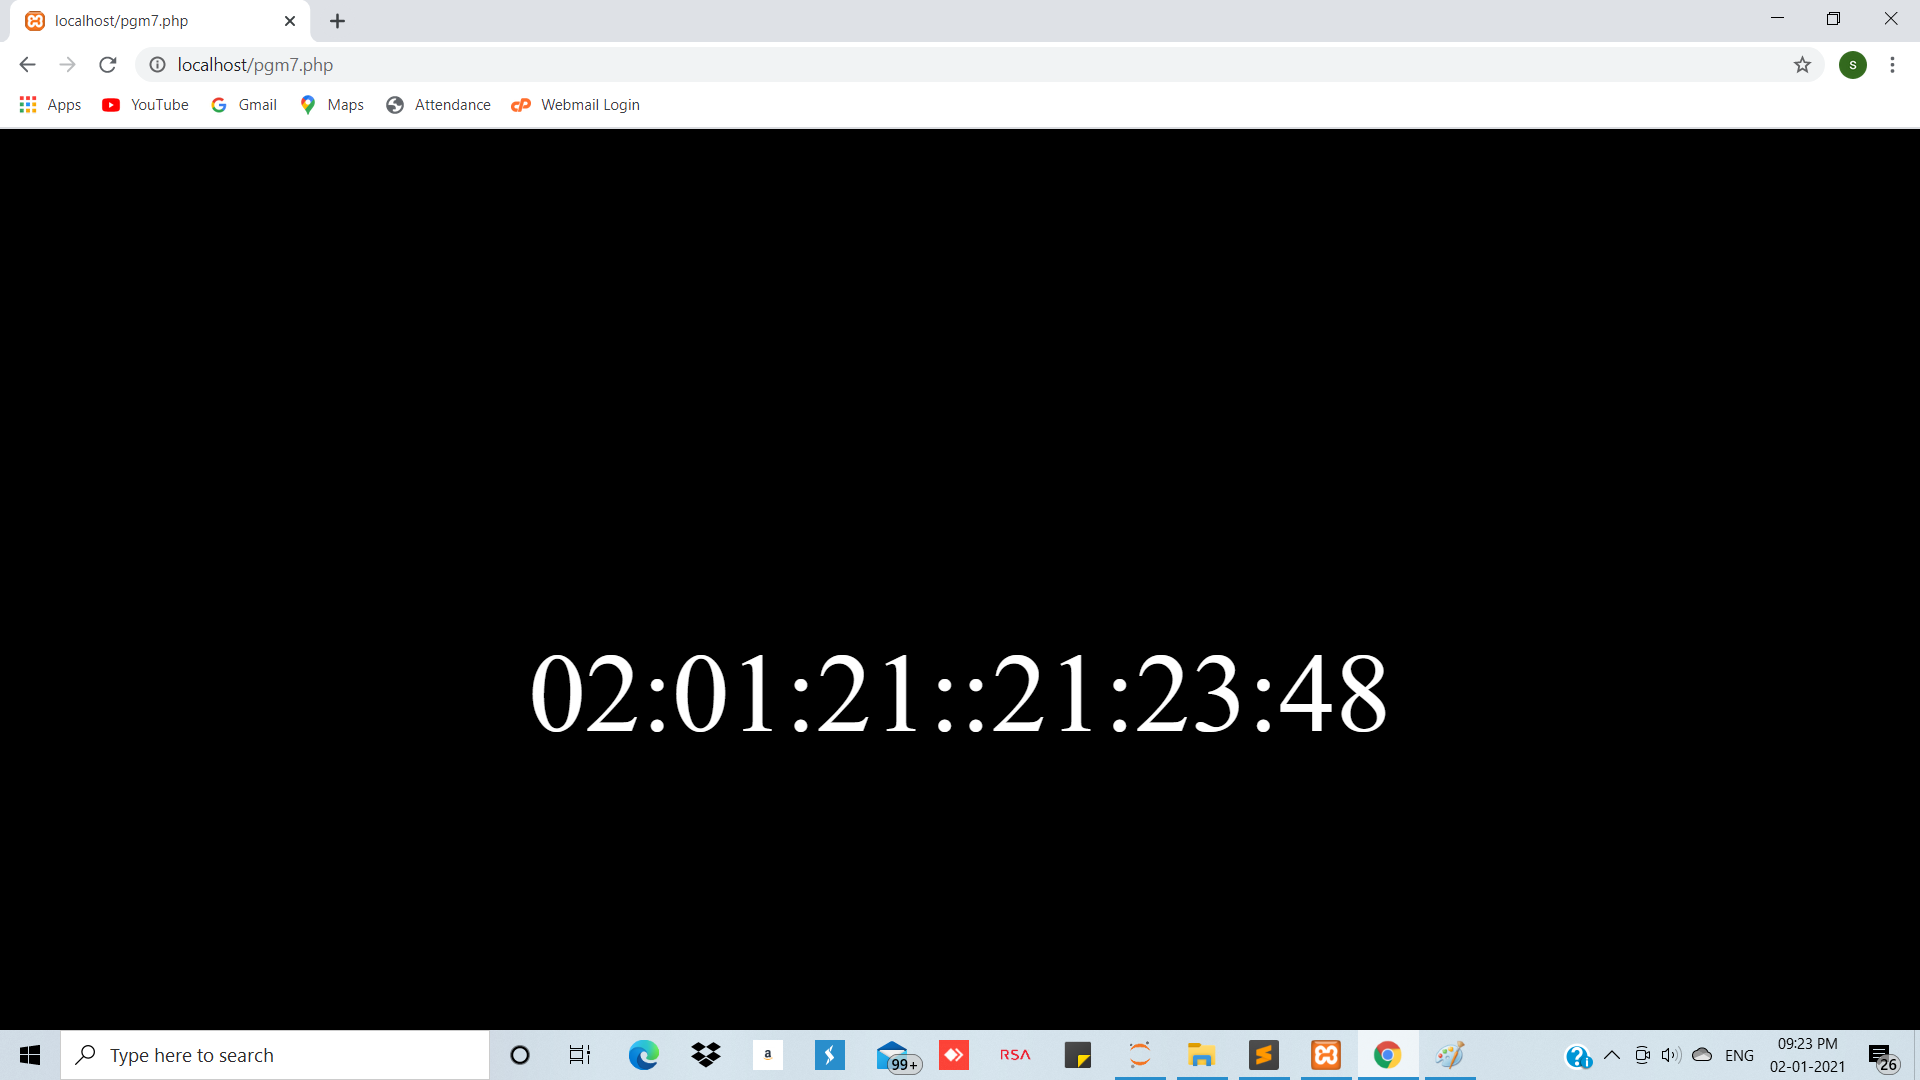 localhost/pgm7.php
localhost/pgm7.php
S
Apps YouTube Gmail Maps Attendance Webmail Login
02:01:21::21:23:48
Type here to search
a
99+
RSA
ENG
09:23 PM
02-01-2021
26